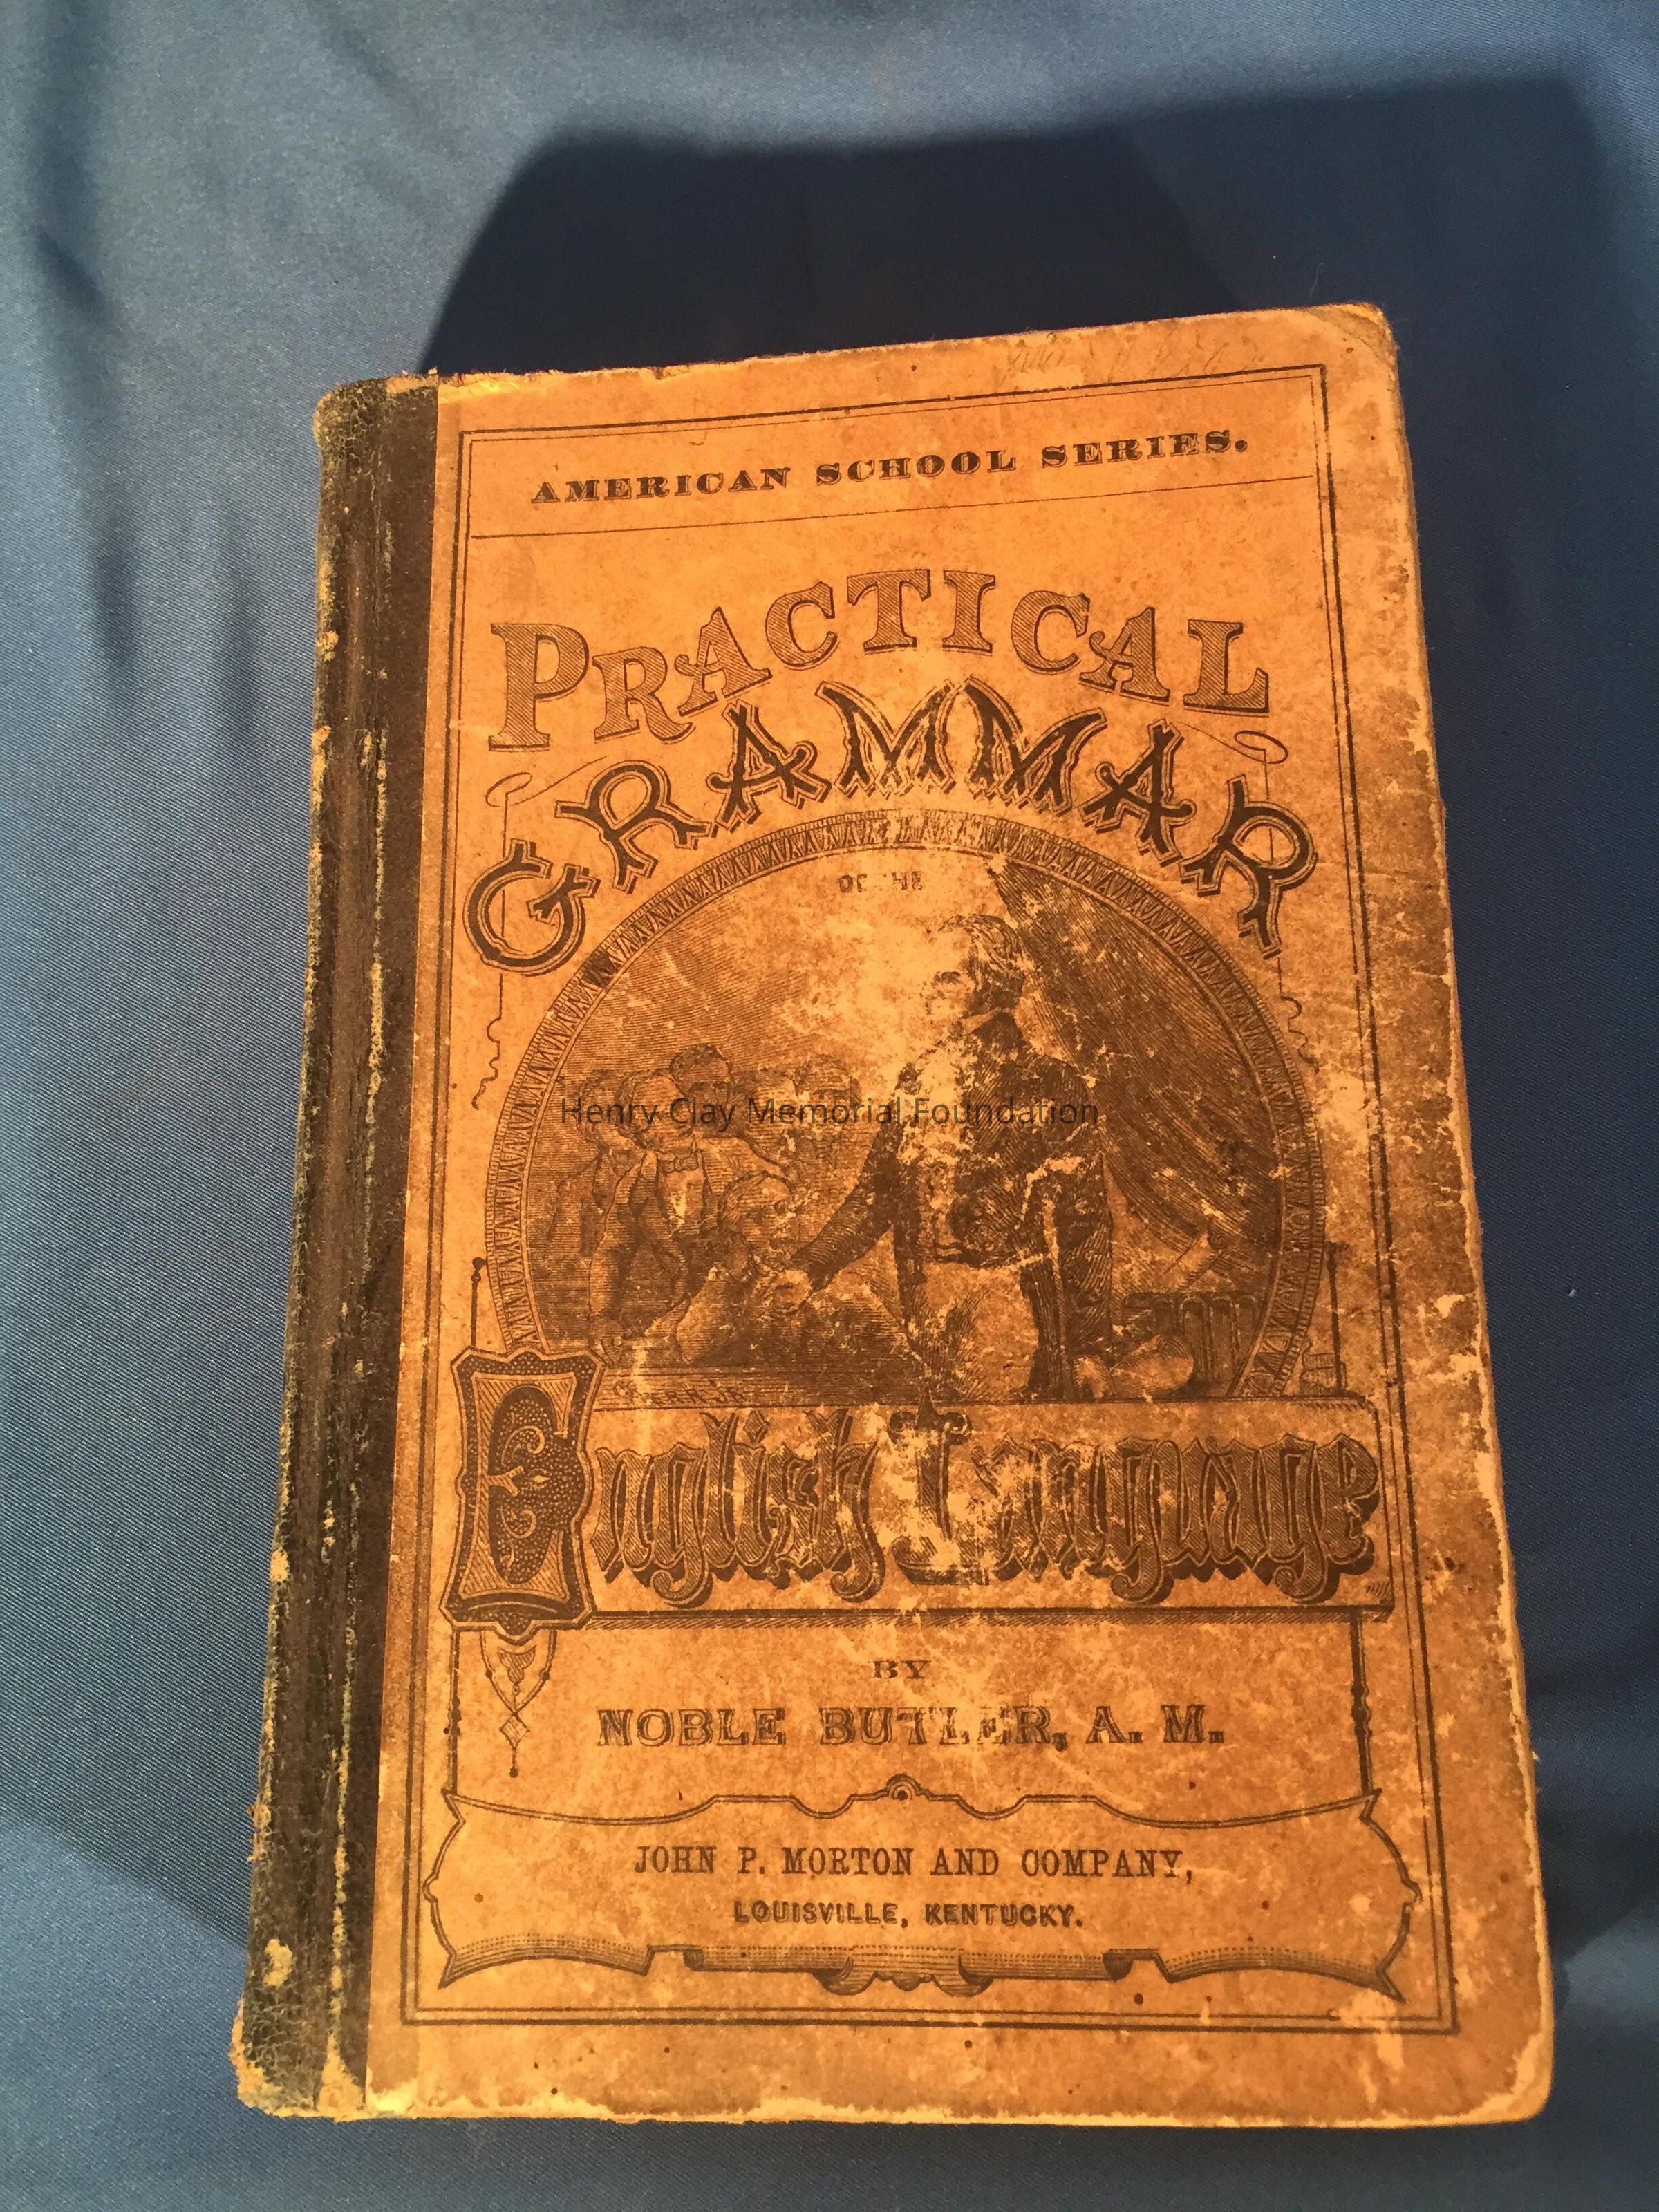 AMERICAN SCHOOL SERIES.
PRACTICAL
GRAMMAR
OF THE
Henry Clay Memorial Foundation
English Language
BY
NOBLE BUTLER, A. M.
JOHN P. MORTON AND COMPANY,
LOUISVILLE, KENTUCKY.